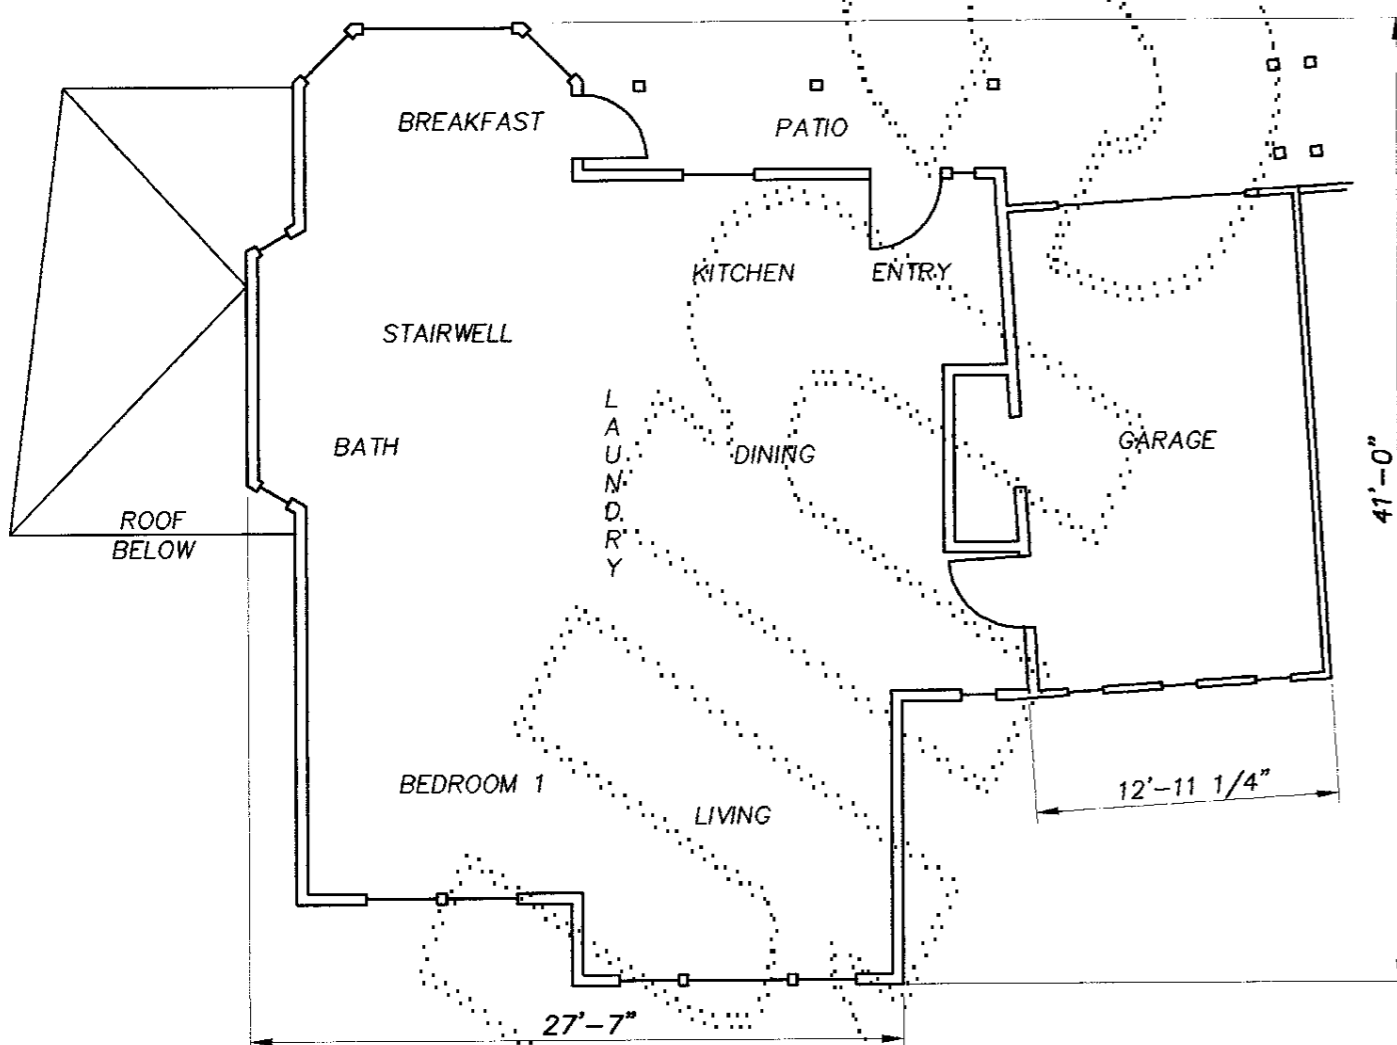 BREAKFAST
PATIO
KITCHEN
ENTRY
STAIRWELL
LAUNDRY
BATH
DINING
GARAGE
41'-0"
ROOF
BELOW
BEDROOM 1
LIVING
12'-11 1/4"
27'-7"